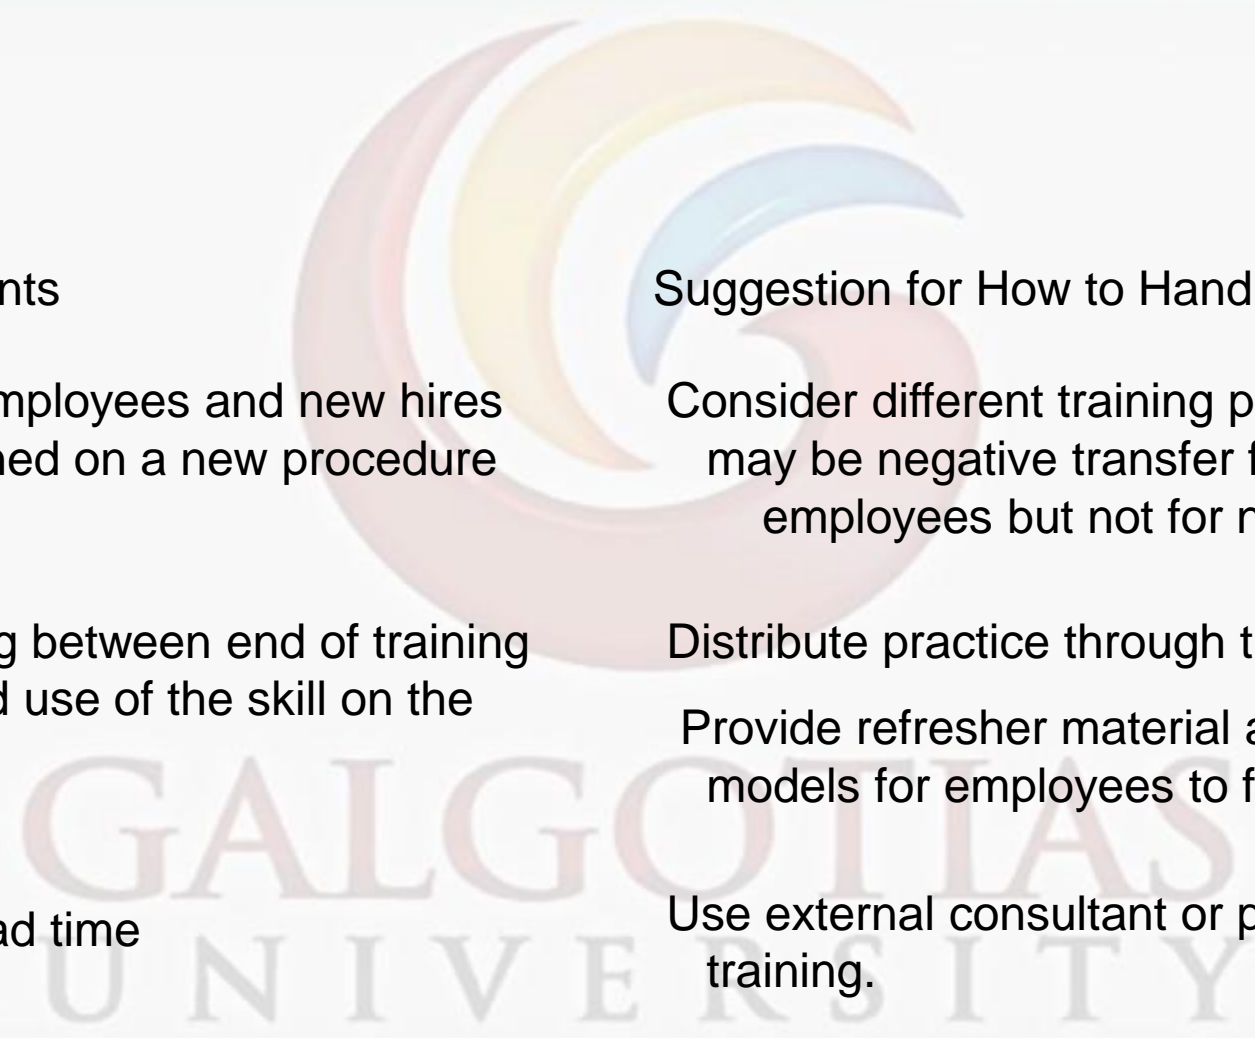 nts
Suggestion for How to Hand
mployees and new hires
ned on a new procedure
Consider different training p
may be negative transfer f
employees but not for n
g between end of training
d use of the skill on the
Distribute practice through t
Provide refresher material a
models for employees to f
ad time
Use external consultant or p
training.
GALGOTIAS
UNIVERSITY